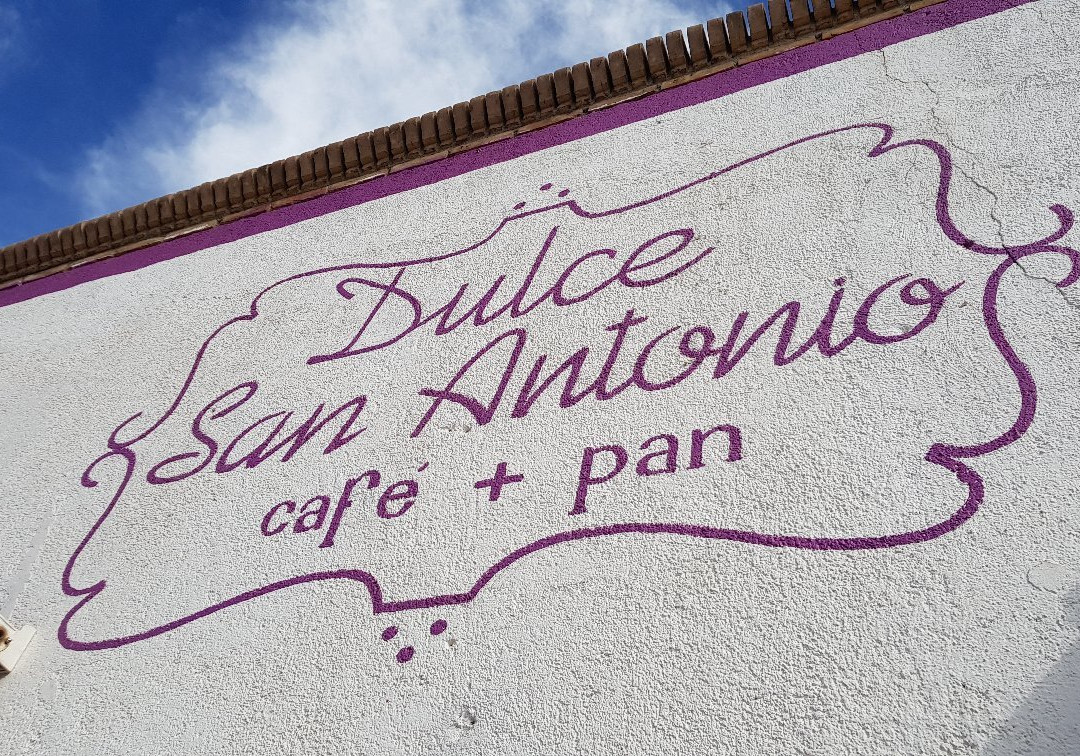 Dulce
San Antonio
café + pan